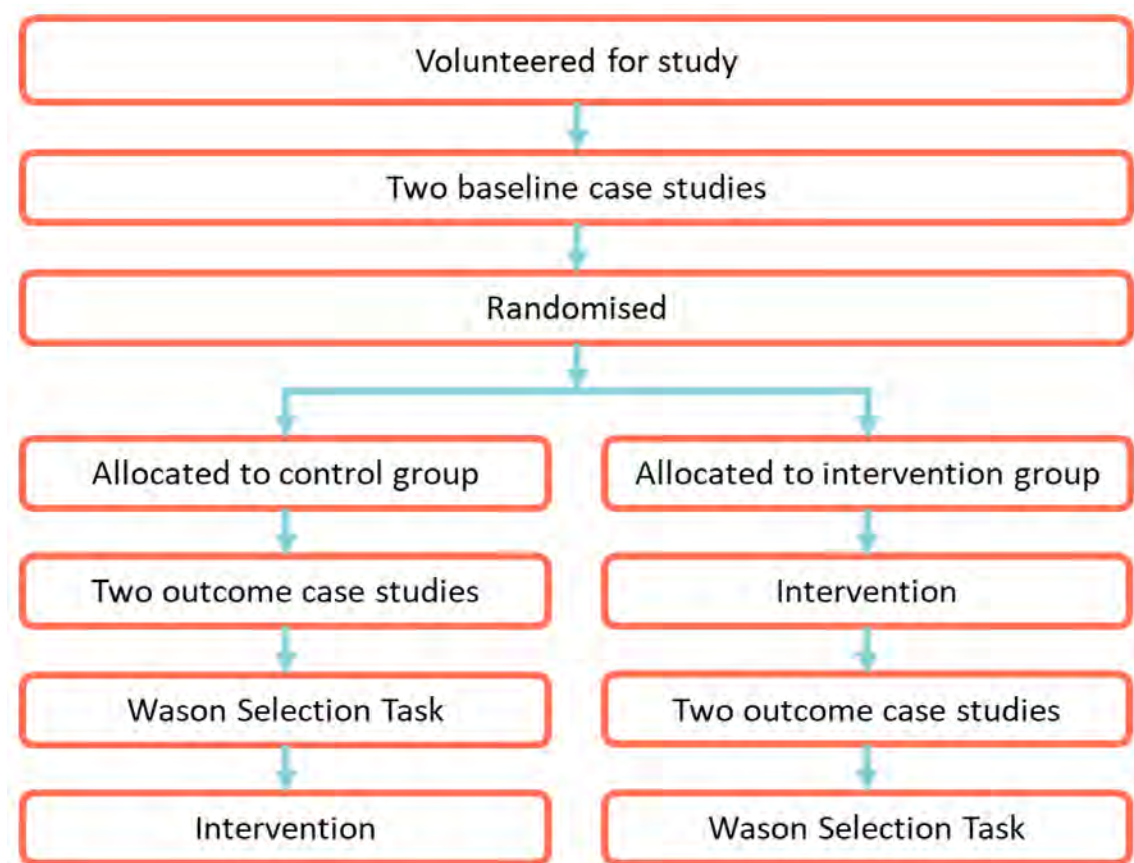 Volunteered for study
Two baseline case studies
Randomised
Allocated to control group
Two outcome case studies
Wason Selection Task
Intervention
Allocated to intervention group
Intervention
Two outcome case studies
Wason Selection Task